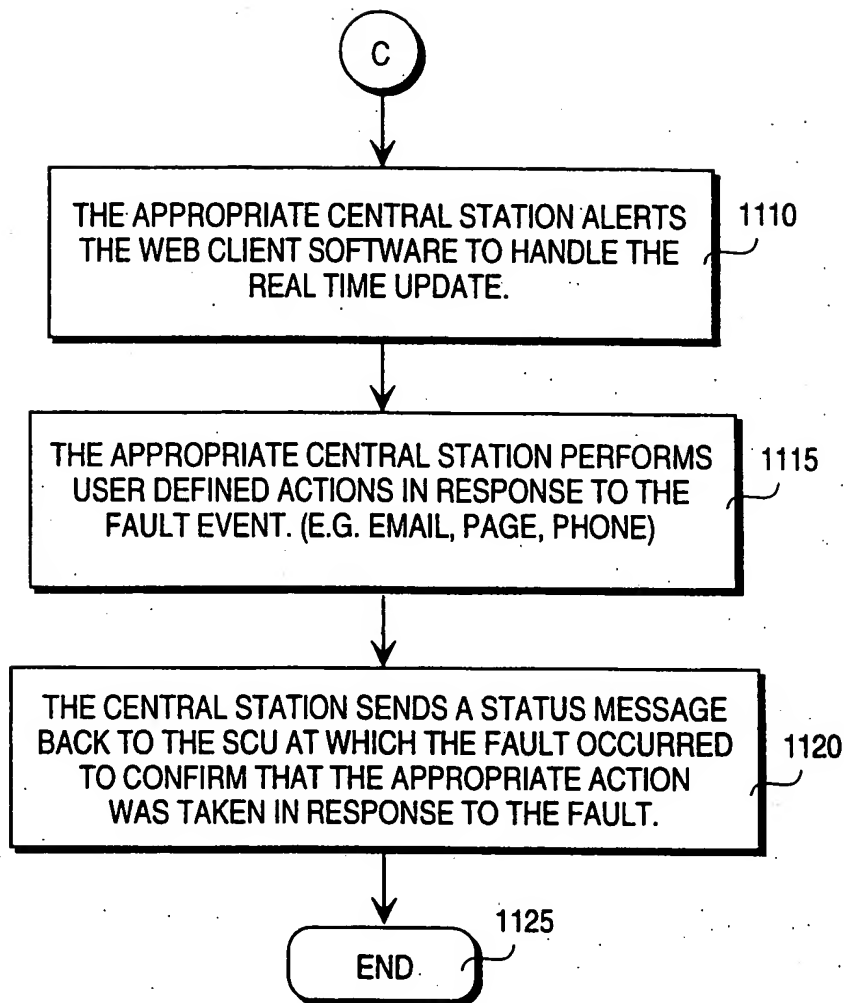 C
THE APPROPRIATE CENTRAL STATION ALERTS
THE WEB CLIENT SOFTWARE TO HANDLE THE
REAL TIME UPDATE.
1110
THE APPROPRIATE CENTRAL STATION PERFORMS
USER DEFINED ACTIONS IN RESPONSE TO THE
FAULT EVENT. (E.G. EMAIL, PAGE, PHONE)
1115
THE CENTRAL STATION SENDS A STATUS MESSAGE
BACK TO THE SCU AT WHICH THE FAULT OCCURRED
TO CONFIRM THAT THE APPROPRIATE ACTION
WAS TAKEN IN RESPONSE TO THE FAULT.
1120
END
1125